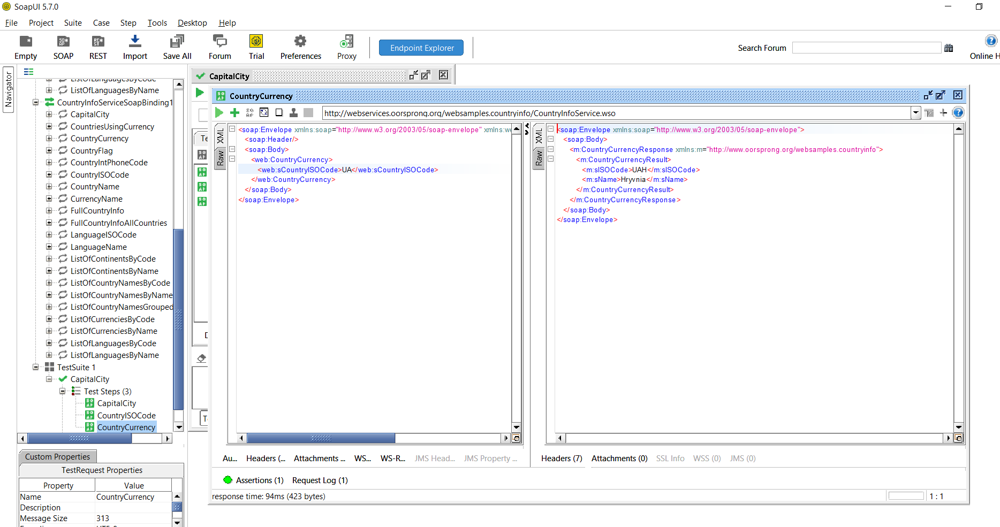 SoapUI 5.7.0
File Project Suite Case Step Tools Desktop Help
Empty SOAP REST Import Save All Forum Trial Preferences Proxy Endpoint Explorer Search Forum Online H
Navigator
ListOfLanguagesByCode
ListOfLanguagesByName
CountryInfoServiceSoapBinding1
CapitalCity
CountriesUsingCurrency
CountryCurrency
CountryFlag
CountryIntPhoneCode
CountryISOCode
CountryName
CurrencyName
FullCountryInfo
FullCountryInfoAllCountries
LanguageISOCode
LanguageName
ListOfContinentsByCode
ListOfContinentsByName
ListOfCountryNamesByCode
ListOfCountryNamesByName
ListOfCountryNamesGrouped
ListOfCurrenciesByCode
ListOfCurrenciesByName
ListOfLanguagesByCode
ListOfLanguagesByName
TestSuite 1
CapitalCity
Test Steps (3)
CapitalCity
CountryISOCode
CountryCurrency
Custom Properties
TestRequest Properties
Property Value
Name CountryCurrency
Description
Message Size 313
CapitalCity
Te
D
T
CountryCurrency
http://webservices.oorsprong.org/websamples.countryinfo/CountryInfoService.wso
XML
Raw
<soap:Envelope xmlns:soap="http://www.w3.org/2003/05/soap-envelope" xmlns:we
<soap:Header/>
<soap:Body>
<web:CountryCurrency>
<web:sCountryISOCode>UA</web:sCountryISOCode>
</web:CountryCurrency>
</soap:Body>
</soap:Envelope>
XML
Raw
<soap:Envelope xmlns:soap="http://www.w3.org/2003/05/soap-envelope">
<soap:Body>
<m:CountryCurrencyResponse xmlns:m="http://www.oorsprong.org/websamples.countryinfo">
<m:CountryCurrencyResult>
<m:sISOCode>UAH</m:sISOCode>
<m:sName>Hryvnia</m:sName>
</m:CountryCurrencyResult>
</m:CountryCurrencyResponse>
</soap:Body>
</soap:Envelope>
Au... Headers (... Attachments ... WS... WS-R... JMS Head... JMS Property ...
Headers (7) Attachments (0) SSL Info WSS (0) JMS (0)
Assertions (1) Request Log (1)
response time: 94ms (423 bytes)
1 : 1